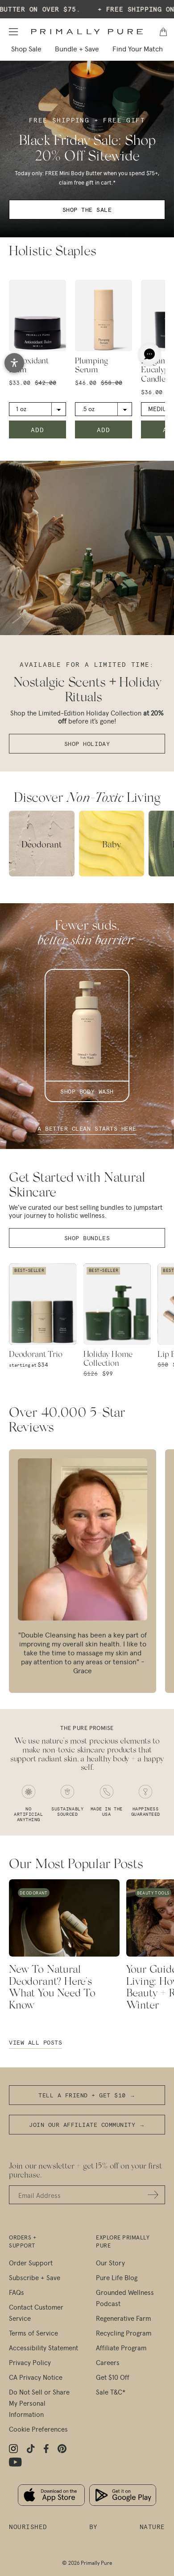 BUTTER ON OVER $75. + FREE SHIPPING ON
PRIMALLY PURE
Shop Sale Bundle + Save Find Your Match
FREE SHIPPING + FREE GIFT
Black Friday Sale: Shop
20% Off Sitewide
Today only: FREE Mini Body Butter when you spend $75+,
claim free gift in cart.*
SHOP THE SALE
Holistic Staples
Plumping
Serum
$33.60 $42.00
$46.40 $58.00
$36.00
1 oz
.5 oz
ADD
ADD
AVAILABLE FOR A LIMITED TIME:
Nostalgic Scents + Holiday
Rituals
Shop the Limited-Edition Holiday Collection at 20%
off before it's gone!
SHOP HOLIDAY
Discover Non-Toxic Living
Deodorant
Baby
Fewer suds,
better skin barrier.
SHOP BODY WASH
A BETTER CLEAN STARTS HERE
Get Started with Natural
Skincare
We've curated our best selling bundles to jumpstart
your journey to holistic wellness.
SHOP BUNDLES
BEST-SELLER
BEST-SELLER
Deodorant Trio
starting at $54
Holiday Home
Collection
$126 $99
Over 40,000 5-Star
Reviews
"Double Cleansing has been a key part of
improving my overall skin health. I like to
take the time to massage my skin and
pay attention to any areas or tension" -
Grace
THE PURE PROMISE
We use nature's most precious elements to
make non-toxic skincare products that
support radiant skin, a healthy body – and a happy
self.
NO
ARTIFICIAL
ANYTHING
SUSTAINABLY
SOURCED
MADE IN THE
USA
HAPPINESS
GUARANTEED
Our Most Popular Posts
DEODORANT
BEAUTY TOOLS
New To Natural
Deodorant? Here's
What You Need To
Know
Your Guide
Living: How
Beauty + R
Winter
VIEW ALL POSTS
TELL A FRIEND + GET $10 →
JOIN OUR AFFILIATE COMMUNITY →
Join our newsletter + get 15% off on your first
purchase.
Email Address
ORDERS +
SUPPORT
Order Support
Subscribe + Save
FAQs
Contact Customer
Service
Terms of Service
Accessibility Statement
Privacy Policy
CA Privacy Notice
Do Not Sell or Share
My Personal
Information
Cookie Preferences
EXPLORE PRIMALLY
PURE
Our Story
Pure Life Blog
Grounded Wellness
Podcast
Regenerative Farm
Recycling Program
Affiliate Program
Careers
Get $10 Off
Sale T&C*
Download on the
App Store
Get it on
Google Play
NOURISHED BY NATURE
© 2026 Primally Pure